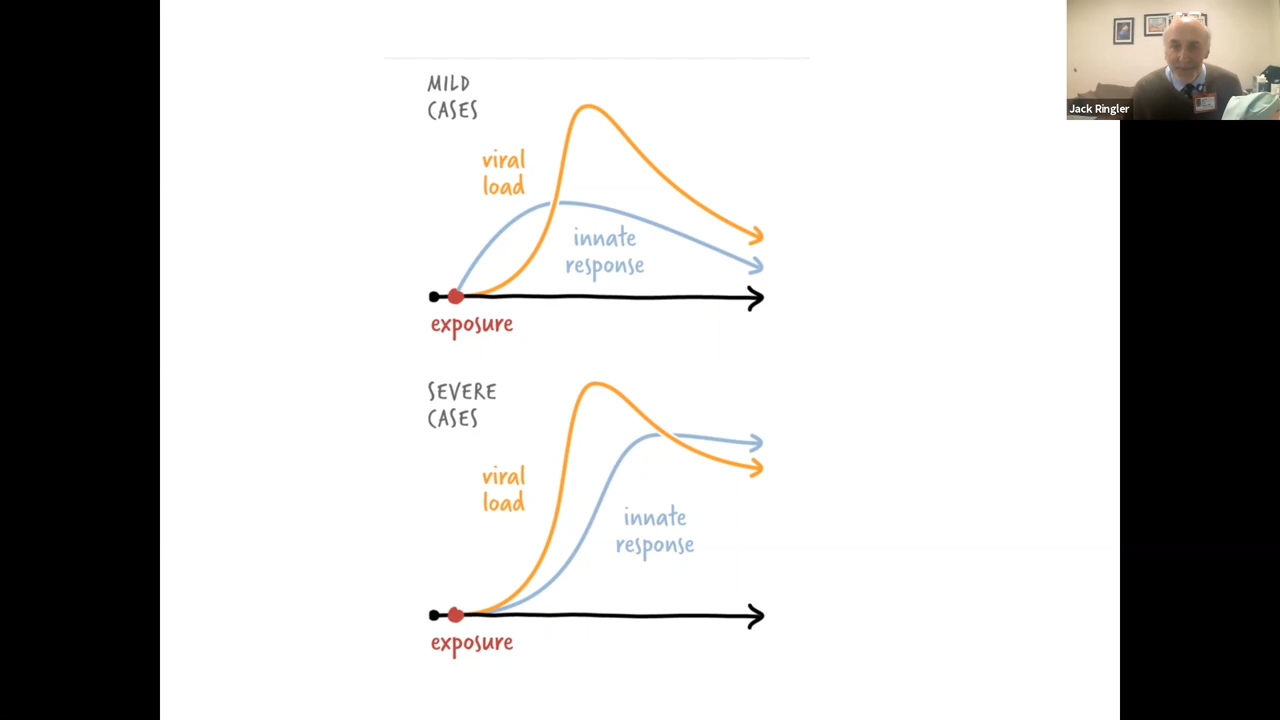 MILD
CASES
viral
load
innate
response
exposure
SEVERE
CASES
viral
load
innate
response
exposure
Jack Ringler